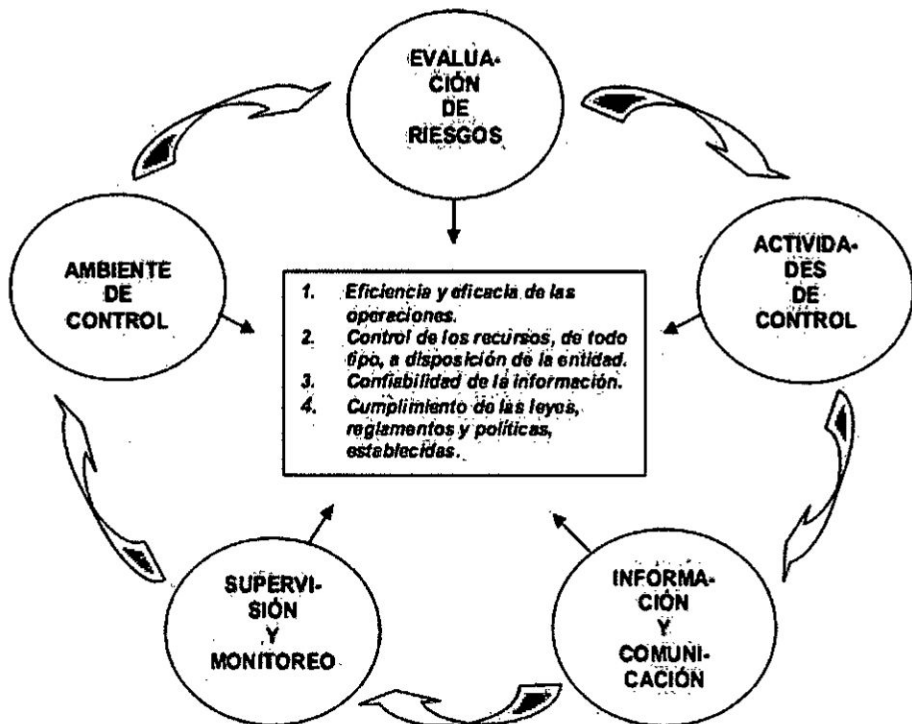 EVALUA-
CIÓN
DE
RIESGOS
AMBIENTE
DE
CONTROL
ACTIVIDA-
DES
DE
CONTROL
1. Eficiencia y eficacia de las
operaciones.
2. Control de los recursos, de todo
tipo, a disposición de la entidad.
3. Confiabilidad de la información.
4. Cumplimiento de las leyes,
reglamentos y políticas,
establecidas.
SUPERVI-
SIÓN
Y
MONITOREO
INFORMA-
CIÓN
Y
COMUNI-
CACIÓN